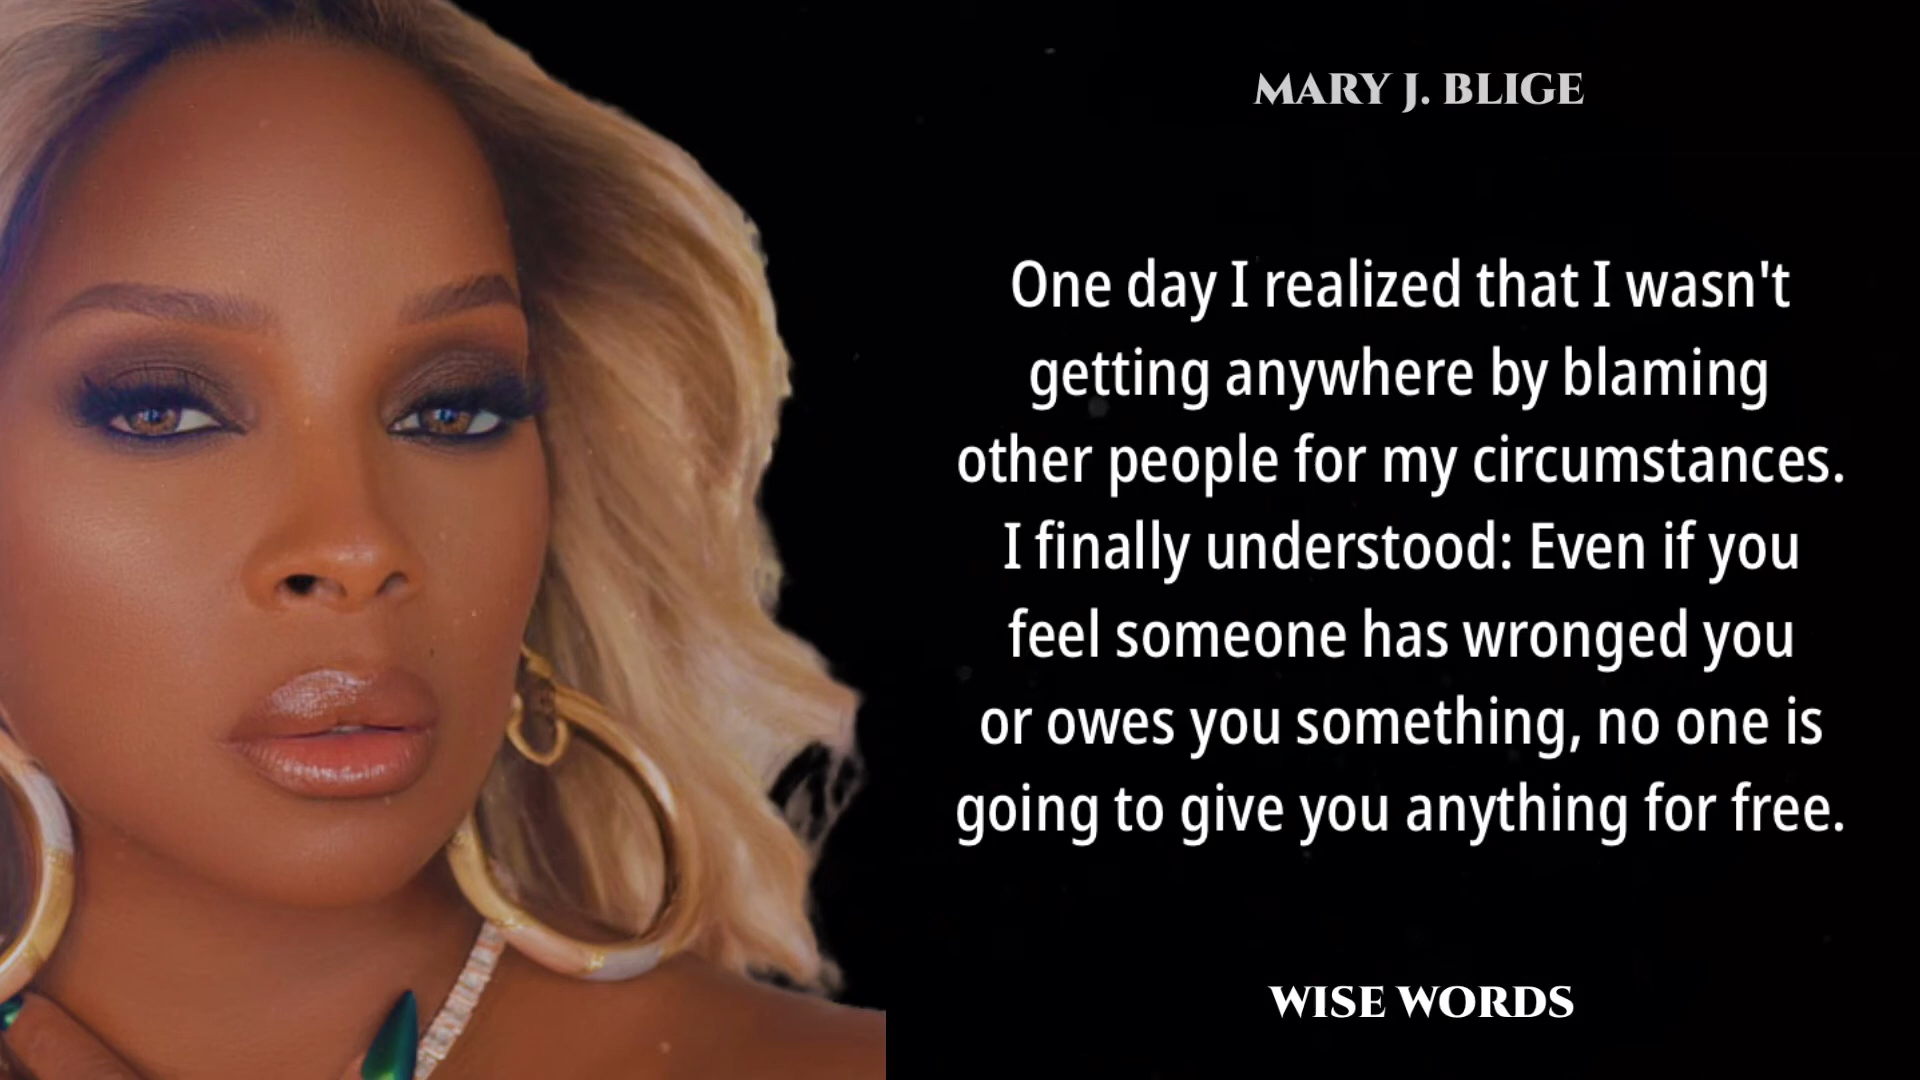 MARY J. BLIGE
One day I realized that I wasn't
getting anywhere by blaming
other people for my circumstances.
I finally understood: Even if you
feel someone has wronged you
or owes you something, no one is
going to give you anything for free.
WISE WORDS